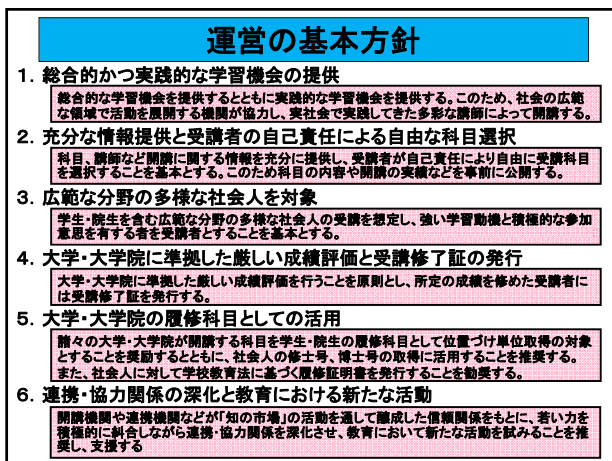 運営の基本方針
1．総合的かつ実践的な学習機会の提供
総合的な学習機会を提供するとともに実践的な学習機会を提供する。このため、社会の広範
な領域で活動を展開する機関が協力し、実社会で実践してきた多彩な講師によって開講する。
2．充分な情報提供と受講者の自己責任による自由な科目選択
科目、講師など開講に関する情報を充分に提供し、受講者が自己責任により自由に受講科目
を選択することを基本とする。このため科目の内容や開講の実績などを事前に公開する。
3．広範な分野の多様な社会人を対象
学生・院生を含む広範な分野の多様な社会人の受講を想定し、強い学習動機と積極的な参加
意思を有する者を受講者とすることを基本とする。
4．大学・大学院に準拠した厳しい成績評価と受講修了証の発行
大学・大学院に準拠した厳しい成績評価を行うことを原則とし、所定の成績を修めた受講者に
は受講修了証を発行する。
5．大学・大学院の履修科目としての活用
諸々の大学・大学院が開講する科目を学生・院生の履修科目として位置づけ単位取得の対象
とすることを奨励するとともに、社会人の修士号、博士号の取得に活用することを推奨する。
また、社会人に対して学校教育法に基づく履修証明書を発行することを勧奨する。
6．連携・協力関係の深化と教育における新たな活動
開講機関や連携機関などが「知の市場」の活動を通して醸成した信頼関係をもとに、若い力を
積極的に糾合しながら連携・協力関係を深化させ、教育において新たな活動を試みることを推
奨し、支援する